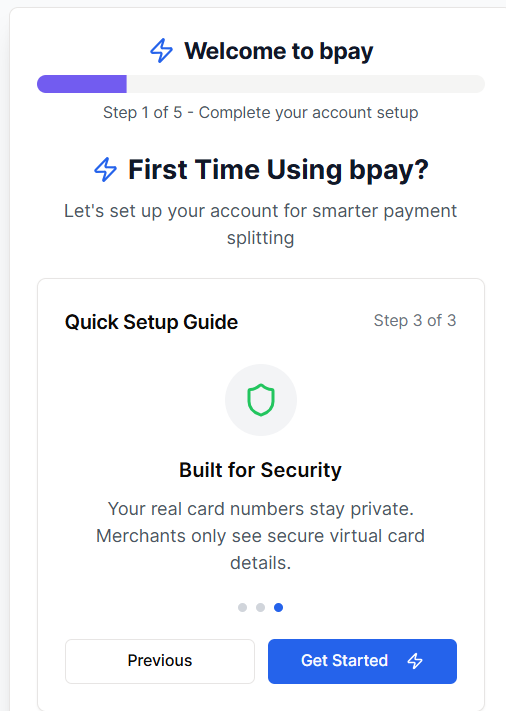 Welcome to bpay
Step 1 of 5 - Complete your account setup
First Time Using bpay?
Let's set up your account for smarter payment
splitting
Quick Setup Guide
Step 3 of 3
Built for Security
Your real card numbers stay private.
Merchants only see secure virtual card
details.
Previous
Get Started